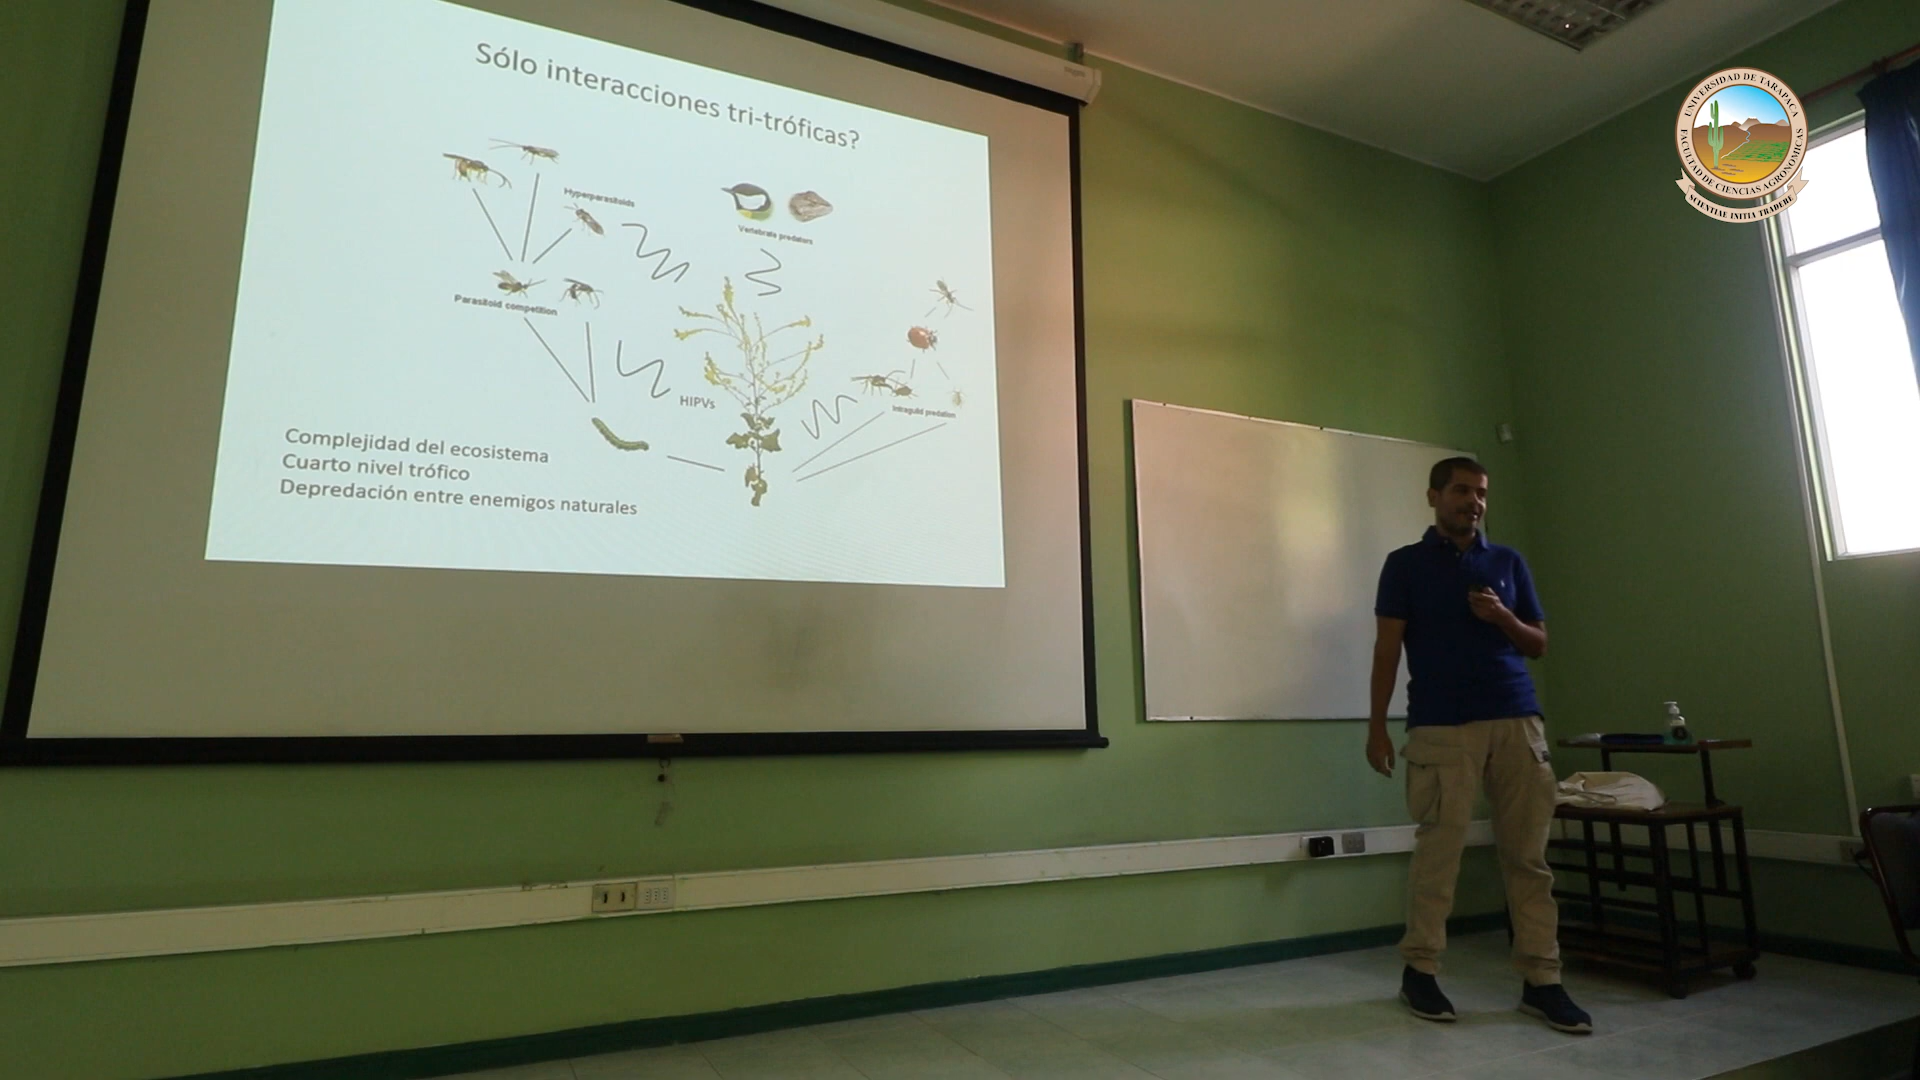 Sólo interacciones tri-tróficas?
Hyperparasitoids
Vertebrate predators
Parasitoid competition
HIPVs
Intraguild predation
Complejidad del ecosistema
Cuarto nivel trófico
Depredación entre enemigos naturales
UNIVERSIDAD DE TARAPACA
FACULTAD DE CIENCIAS AGRONOMICAS
SCIENTIAE INITIA TRADERE